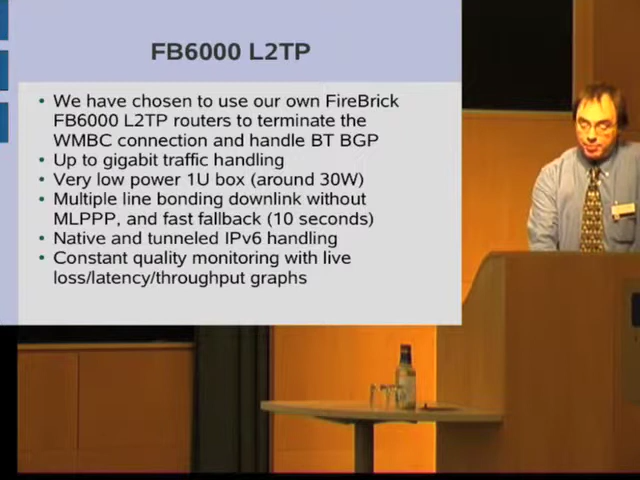 FB6000 L2TP
• We have chosen to use our own FireBrick
FB6000 L2TP routers to terminate the
WMBC connection and handle BT BGP
• Up to gigabit traffic handling
• Very low power 1U box (around 30W)
• Multiple line bonding downlink without
MLPPP, and fast fallback (10 seconds)
• Native and tunneled IPv6 handling
• Constant quality monitoring with live
loss/latency/throughput graphs